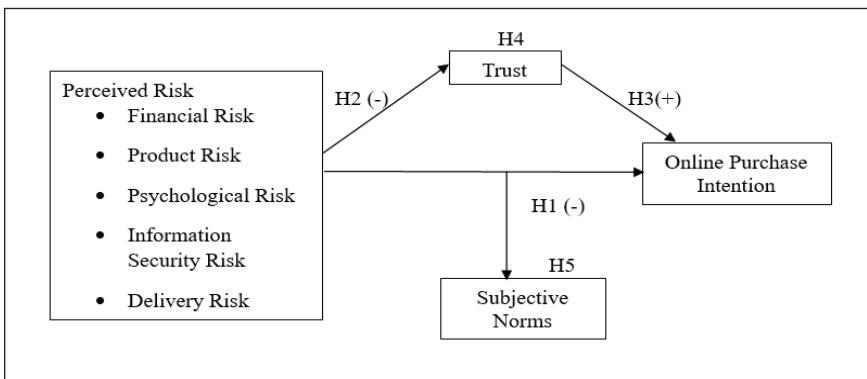 H4
Trust
Perceived Risk
• Financial Risk
• Product Risk
• Psychological Risk
• Information
Security Risk
• Delivery Risk
H2 (-)
H3(+)
Online Purchase
Intention
H1 (-)
H5
Subjective
Norms